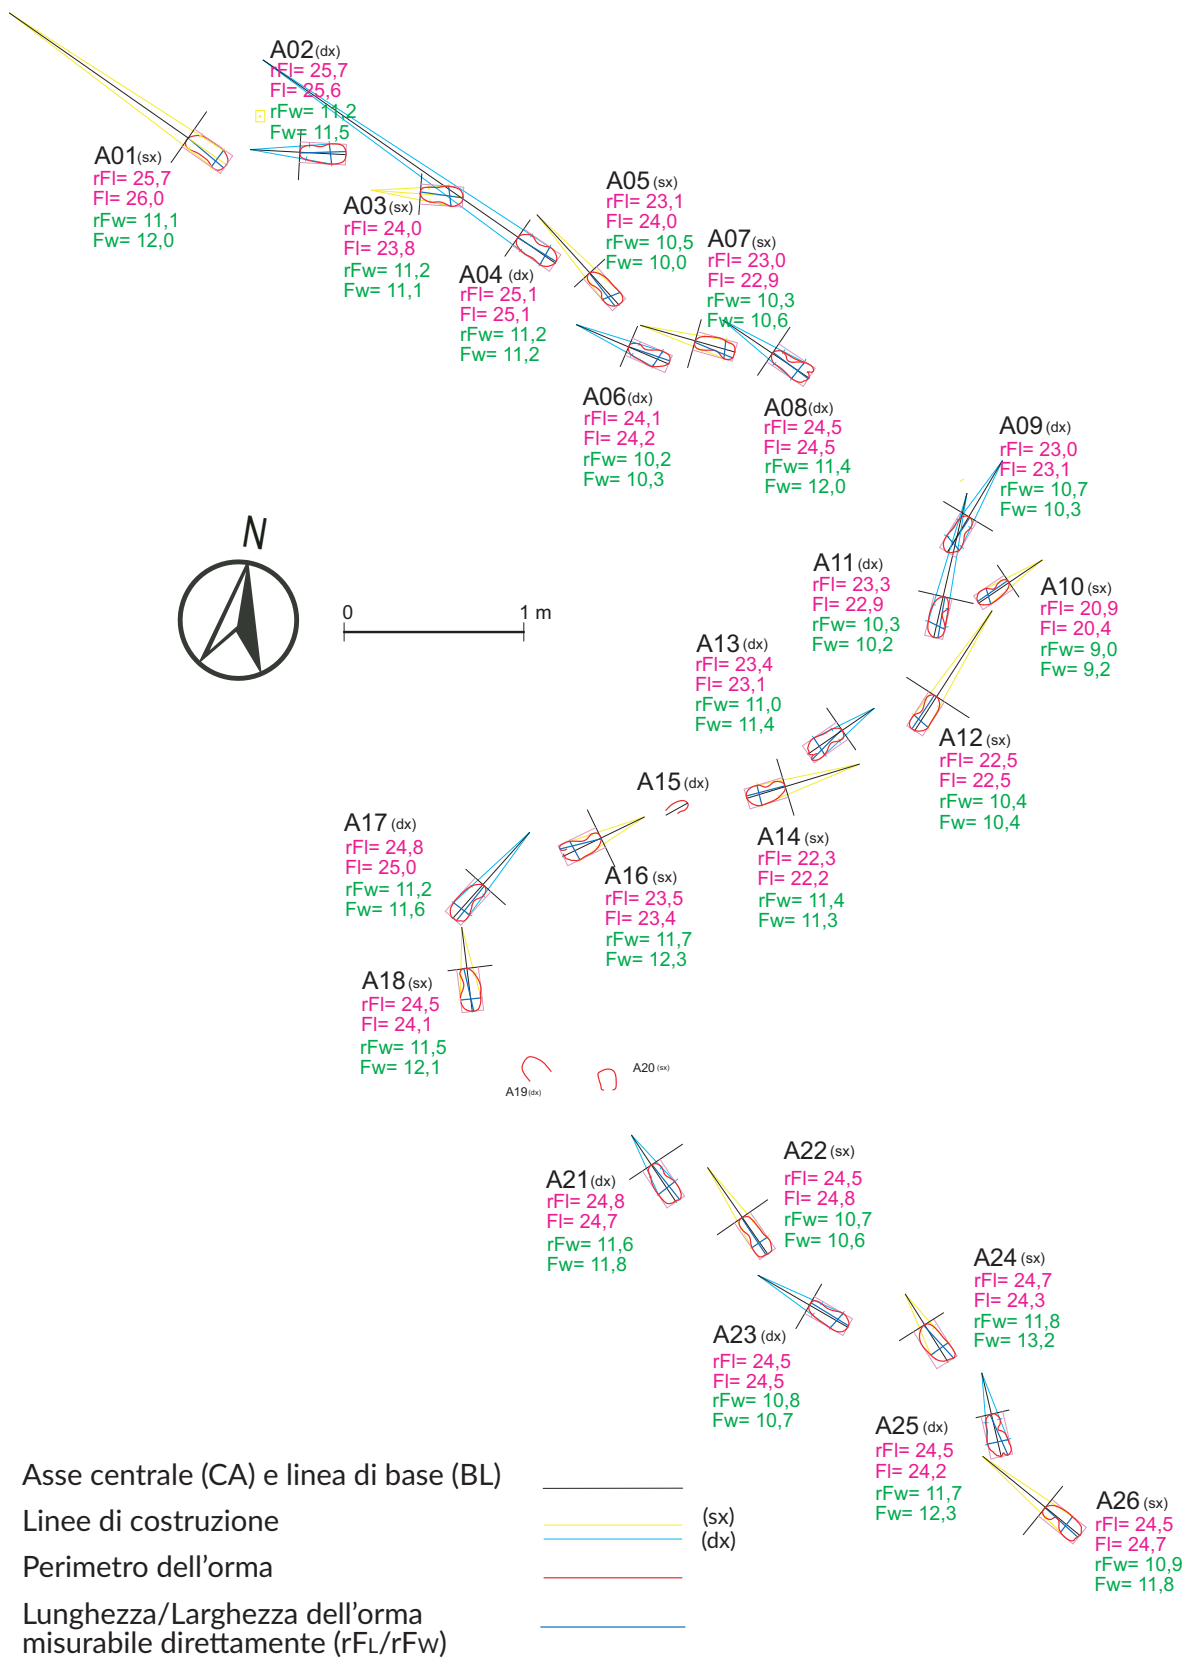 A02 (dx)
rFl= 25,7
Fl= 25,6
rFw= 11,2
Fw= 11,5
A01 (sx)
rFl= 25,7
Fl= 26,0
rFw= 11,1
Fw= 12,0
A03 (sx)
rFl= 24,0
Fl= 23,8
rFw= 11,2
Fw= 11,1
A05 (sx)
rFl= 23,1
Fl= 24,0
rFw= 10,5
Fw= 10,0
A04 (dx)
rFl= 25,1
Fl= 25,1
rFw= 11,2
Fw= 11,2
A07 (sx)
rFl= 23,0
Fl= 22,9
rFw= 10,3
Fw= 10,6
A06 (dx)
rFl= 24,1
Fl= 24,2
rFw= 10,2
Fw= 10,3
A08 (dx)
rFl= 24,5
Fl= 24,5
rFw= 11,4
Fw= 12,0
A09 (dx)
rFl= 23,0
Fl= 23,1
rFw= 10,7
Fw= 10,3
N
0 1 m
A11 (dx)
rFl= 23,3
Fl= 22,9
rFw= 10,3
Fw= 10,2
A10 (sx)
rFl= 20,9
Fl= 20,4
rFw= 9,0
Fw= 9,2
A13 (dx)
rFl= 23,4
Fl= 23,1
rFw= 11,0
Fw= 11,4
A12 (sx)
rFl= 22,5
Fl= 22,5
rFw= 10,4
Fw= 10,4
A15 (dx)
A14 (sx)
rFl= 22,3
Fl= 22,2
rFw= 11,4
Fw= 11,3
A17 (dx)
rFl= 24,8
Fl= 25,0
rFw= 11,2
Fw= 11,6
A16 (sx)
rFl= 23,5
Fl= 23,4
rFw= 11,7
Fw= 12,3
A18 (sx)
rFl= 24,5
Fl= 24,1
rFw= 11,5
Fw= 12,1
A19 (dx)
A20 (sx)
A21 (dx)
rFl= 24,8
Fl= 24,7
rFw= 11,6
Fw= 11,8
A22 (sx)
rFl= 24,5
Fl= 24,8
rFw= 10,7
Fw= 10,6
A23 (dx)
rFl= 24,5
Fl= 24,5
rFw= 10,8
Fw= 10,7
A24 (sx)
rFl= 24,7
Fl= 24,3
rFw= 11,8
Fw= 13,2
A25 (dx)
rFl= 24,5
Fl= 24,2
rFw= 11,7
Fw= 12,3
A26 (sx)
rFl= 24,5
Fl= 24,7
rFw= 10,9
Fw= 11,8
Asse centrale (CA) e linea di base (BL)
Linee di costruzione (sx)
(dx)
Perimetro dell'orma
Lunghezza/Larghezza dell'orma
misurabile direttamente (rFL/rFW)